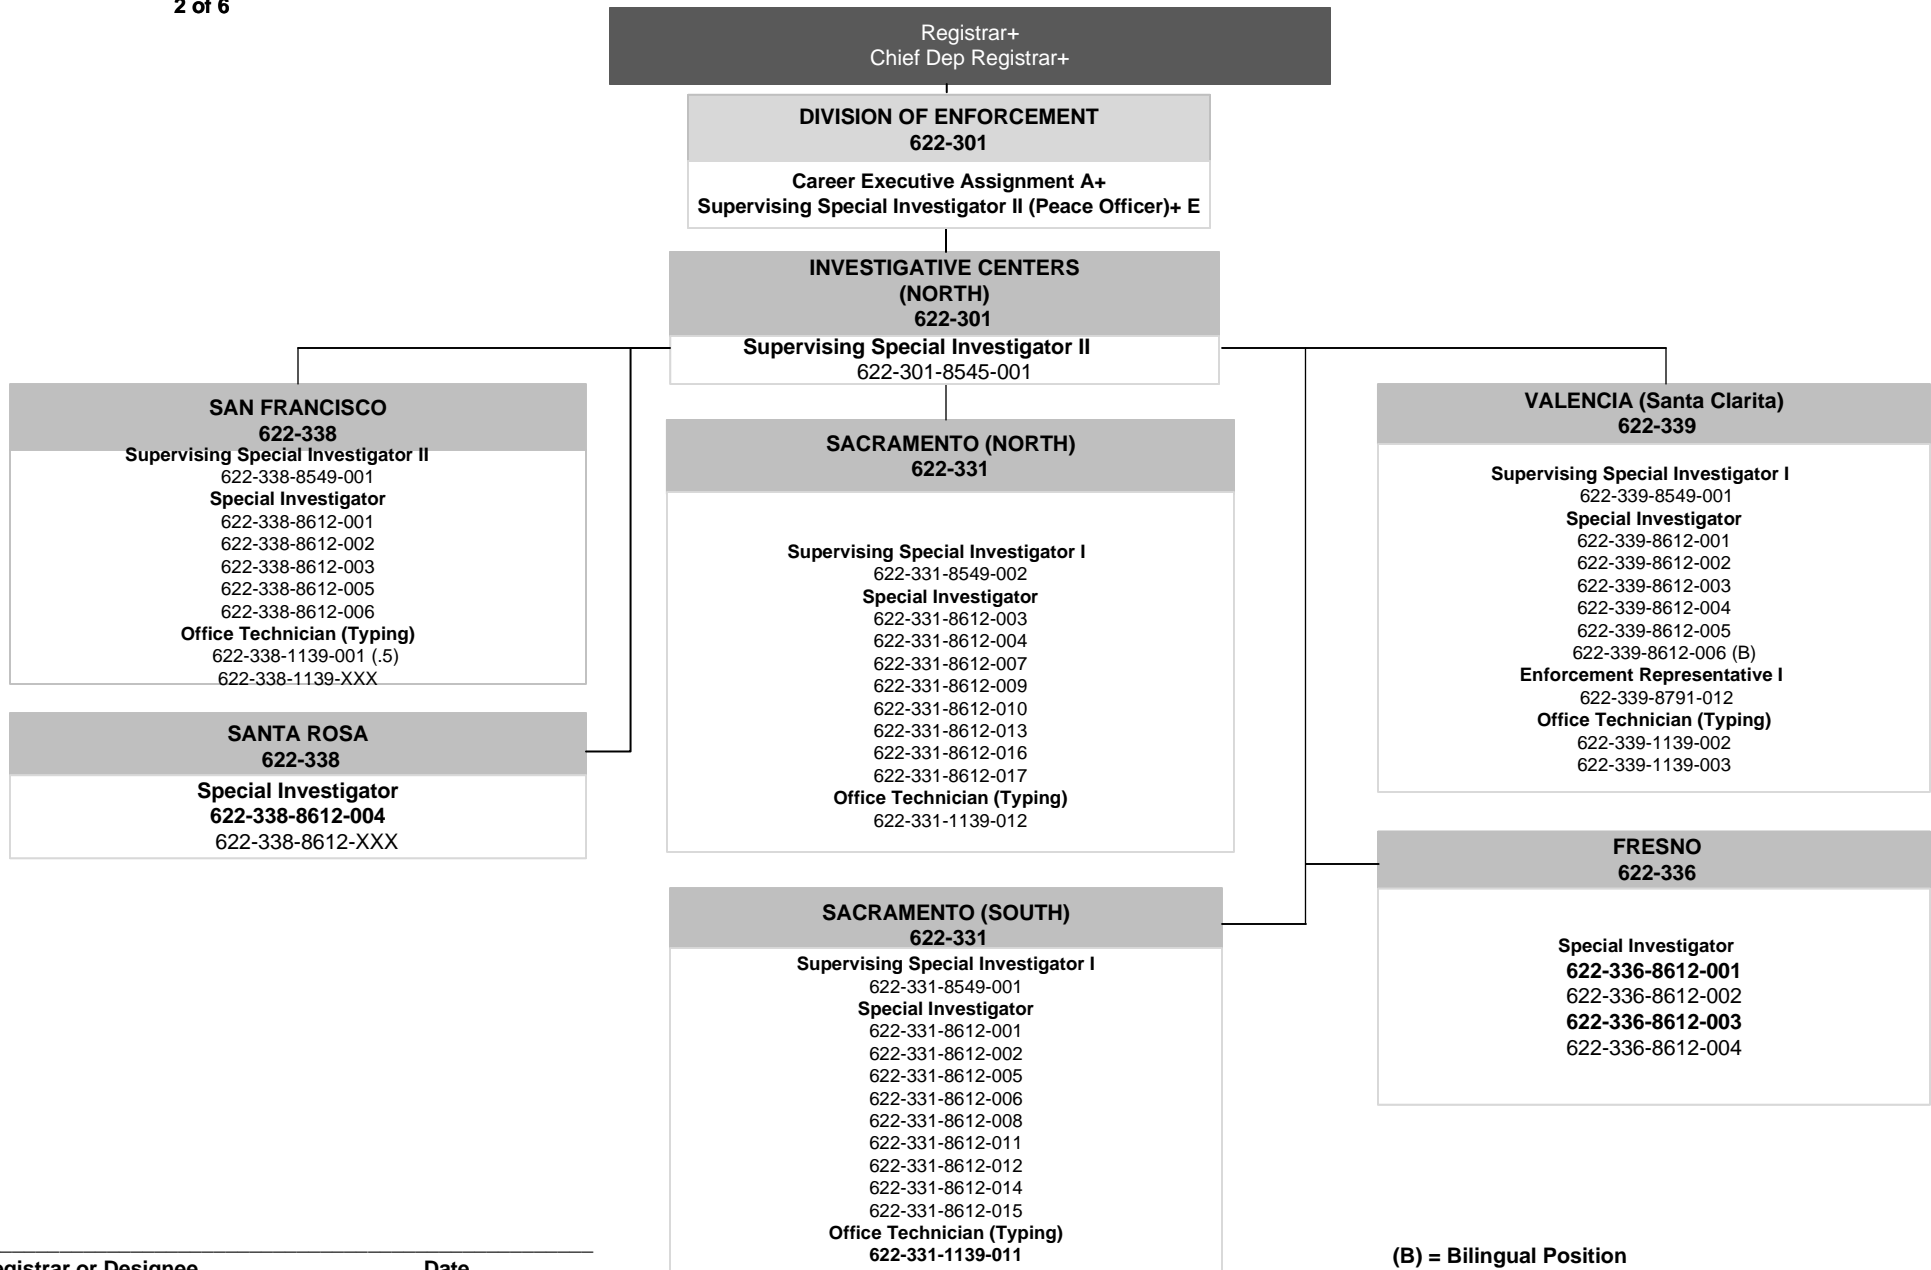 2 of 6
Registrar+
Chief Dep Registrar+
DIVISION OF ENFORCEMENT
622-301
Career Executive Assignment A+
Supervising Special Investigator II (Peace Officer)+ E
INVESTIGATIVE CENTERS
(NORTH)
622-301
Supervising Special Investigator II
622-301-8545-001
SAN FRANCISCO
622-338
Supervising Special Investigator II
622-338-8549-001
Special Investigator
622-338-8612-001
622-338-8612-002
622-338-8612-003
622-338-8612-005
622-338-8612-006
Office Technician (Typing)
622-338-1139-001 (.5)
622-338-1139-XXX
SANTA ROSA
622-338
Special Investigator
622-338-8612-004
622-338-8612-XXX
SACRAMENTO (NORTH)
622-331
Supervising Special Investigator I
622-331-8549-002
Special Investigator
622-331-8612-003
622-331-8612-004
622-331-8612-007
622-331-8612-009
622-331-8612-010
622-331-8612-013
622-331-8612-016
622-331-8612-017
Office Technician (Typing)
622-331-1139-012
SACRAMENTO (SOUTH)
622-331
Supervising Special Investigator I
622-331-8549-001
Special Investigator
622-331-8612-001
622-331-8612-002
622-331-8612-005
622-331-8612-006
622-331-8612-008
622-331-8612-011
622-331-8612-012
622-331-8612-014
622-331-8612-015
Office Technician (Typing)
622-331-1139-011
VALENCIA (Santa Clarita)
622-339
Supervising Special Investigator I
622-339-8549-001
Special Investigator
622-339-8612-001
622-339-8612-002
622-339-8612-003
622-339-8612-004
622-339-8612-005
622-339-8612-006 (B)
Enforcement Representative I
622-339-8791-012
Office Technician (Typing)
622-339-1139-002
622-339-1139-003
FRESNO
622-336
Special Investigator
622-336-8612-001
622-336-8612-002
622-336-8612-003
622-336-8612-004
egistrar or Designee Date
(B) = Bilingual Position